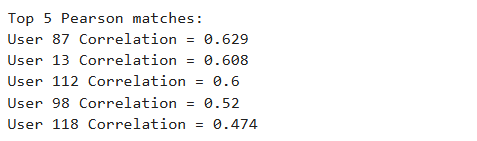 Top 5 Pearson matches:
User 87 Correlation = 0.629
User 13 Correlation = 0.608
User 112 Correlation = 0.6
User 98 Correlation = 0.52
User 118 Correlation = 0.474